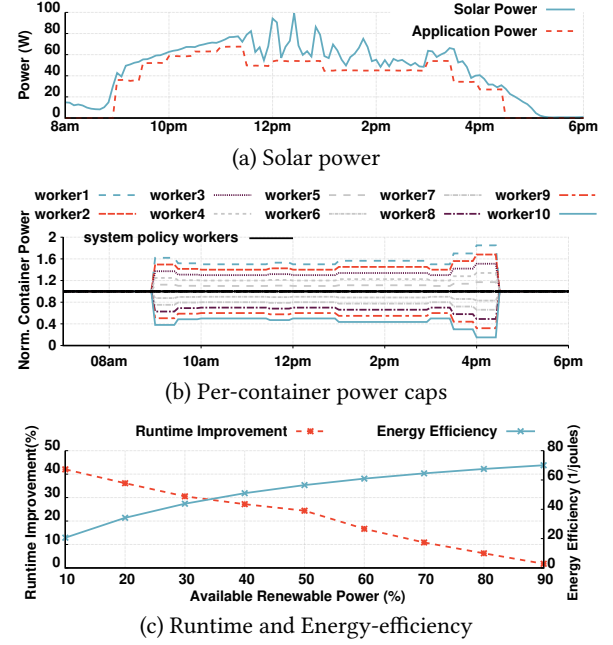 100
80
60
40
20
0
Power (W)
Solar Power
Application Power
8am 10pm 12pm 2pm 4pm 6pm
(a) Solar power
worker1 worker3 worker5 worker7 worker9
worker2 worker4 worker6 worker8 worker10
system policy workers
2
1.6
1.2
0.8
0.4
0
Norm. Container Power
08am 10am 12pm 2pm 4pm 6pm
(b) Per-container power caps
Runtime Improvement Energy Efficiency
50
40
30
20
10
0
Runtime Improvement(%)
80
60
40
20
0
Energy Efficiency (1/joules)
10 20 30 40 50 60 70 80 90
Available Renewable Power (%)
(c) Runtime and Energy-efficiency